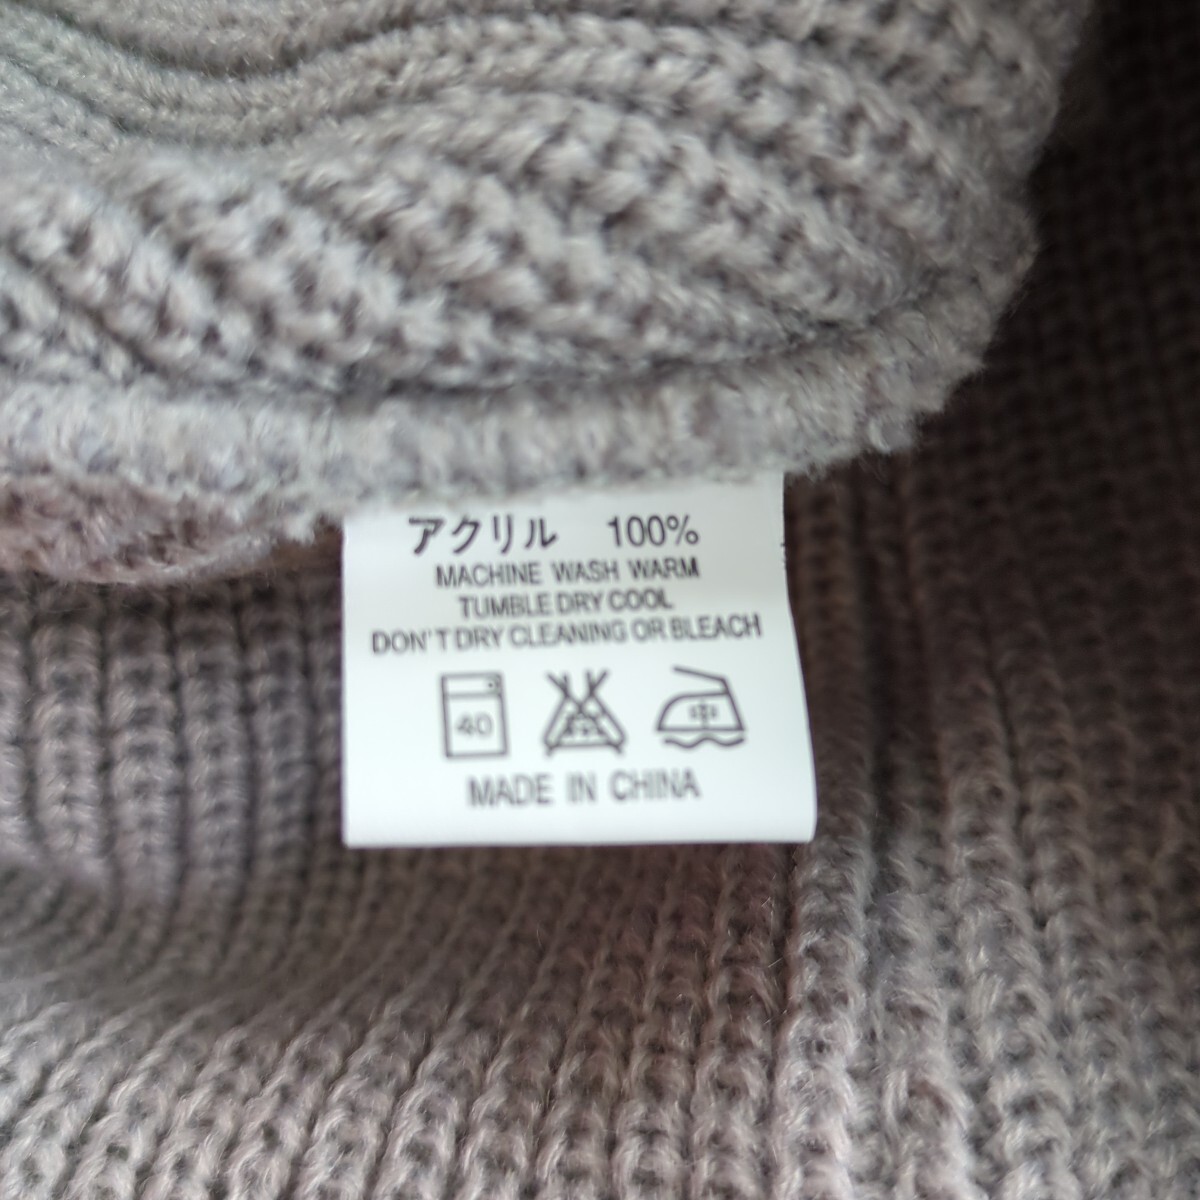 アクリル 100%
MACHINE WASH WARM
TUMBLE DRY COOL
DON'T DRY CLEANING OR BLEACH
40 中
MADE IN CHINA